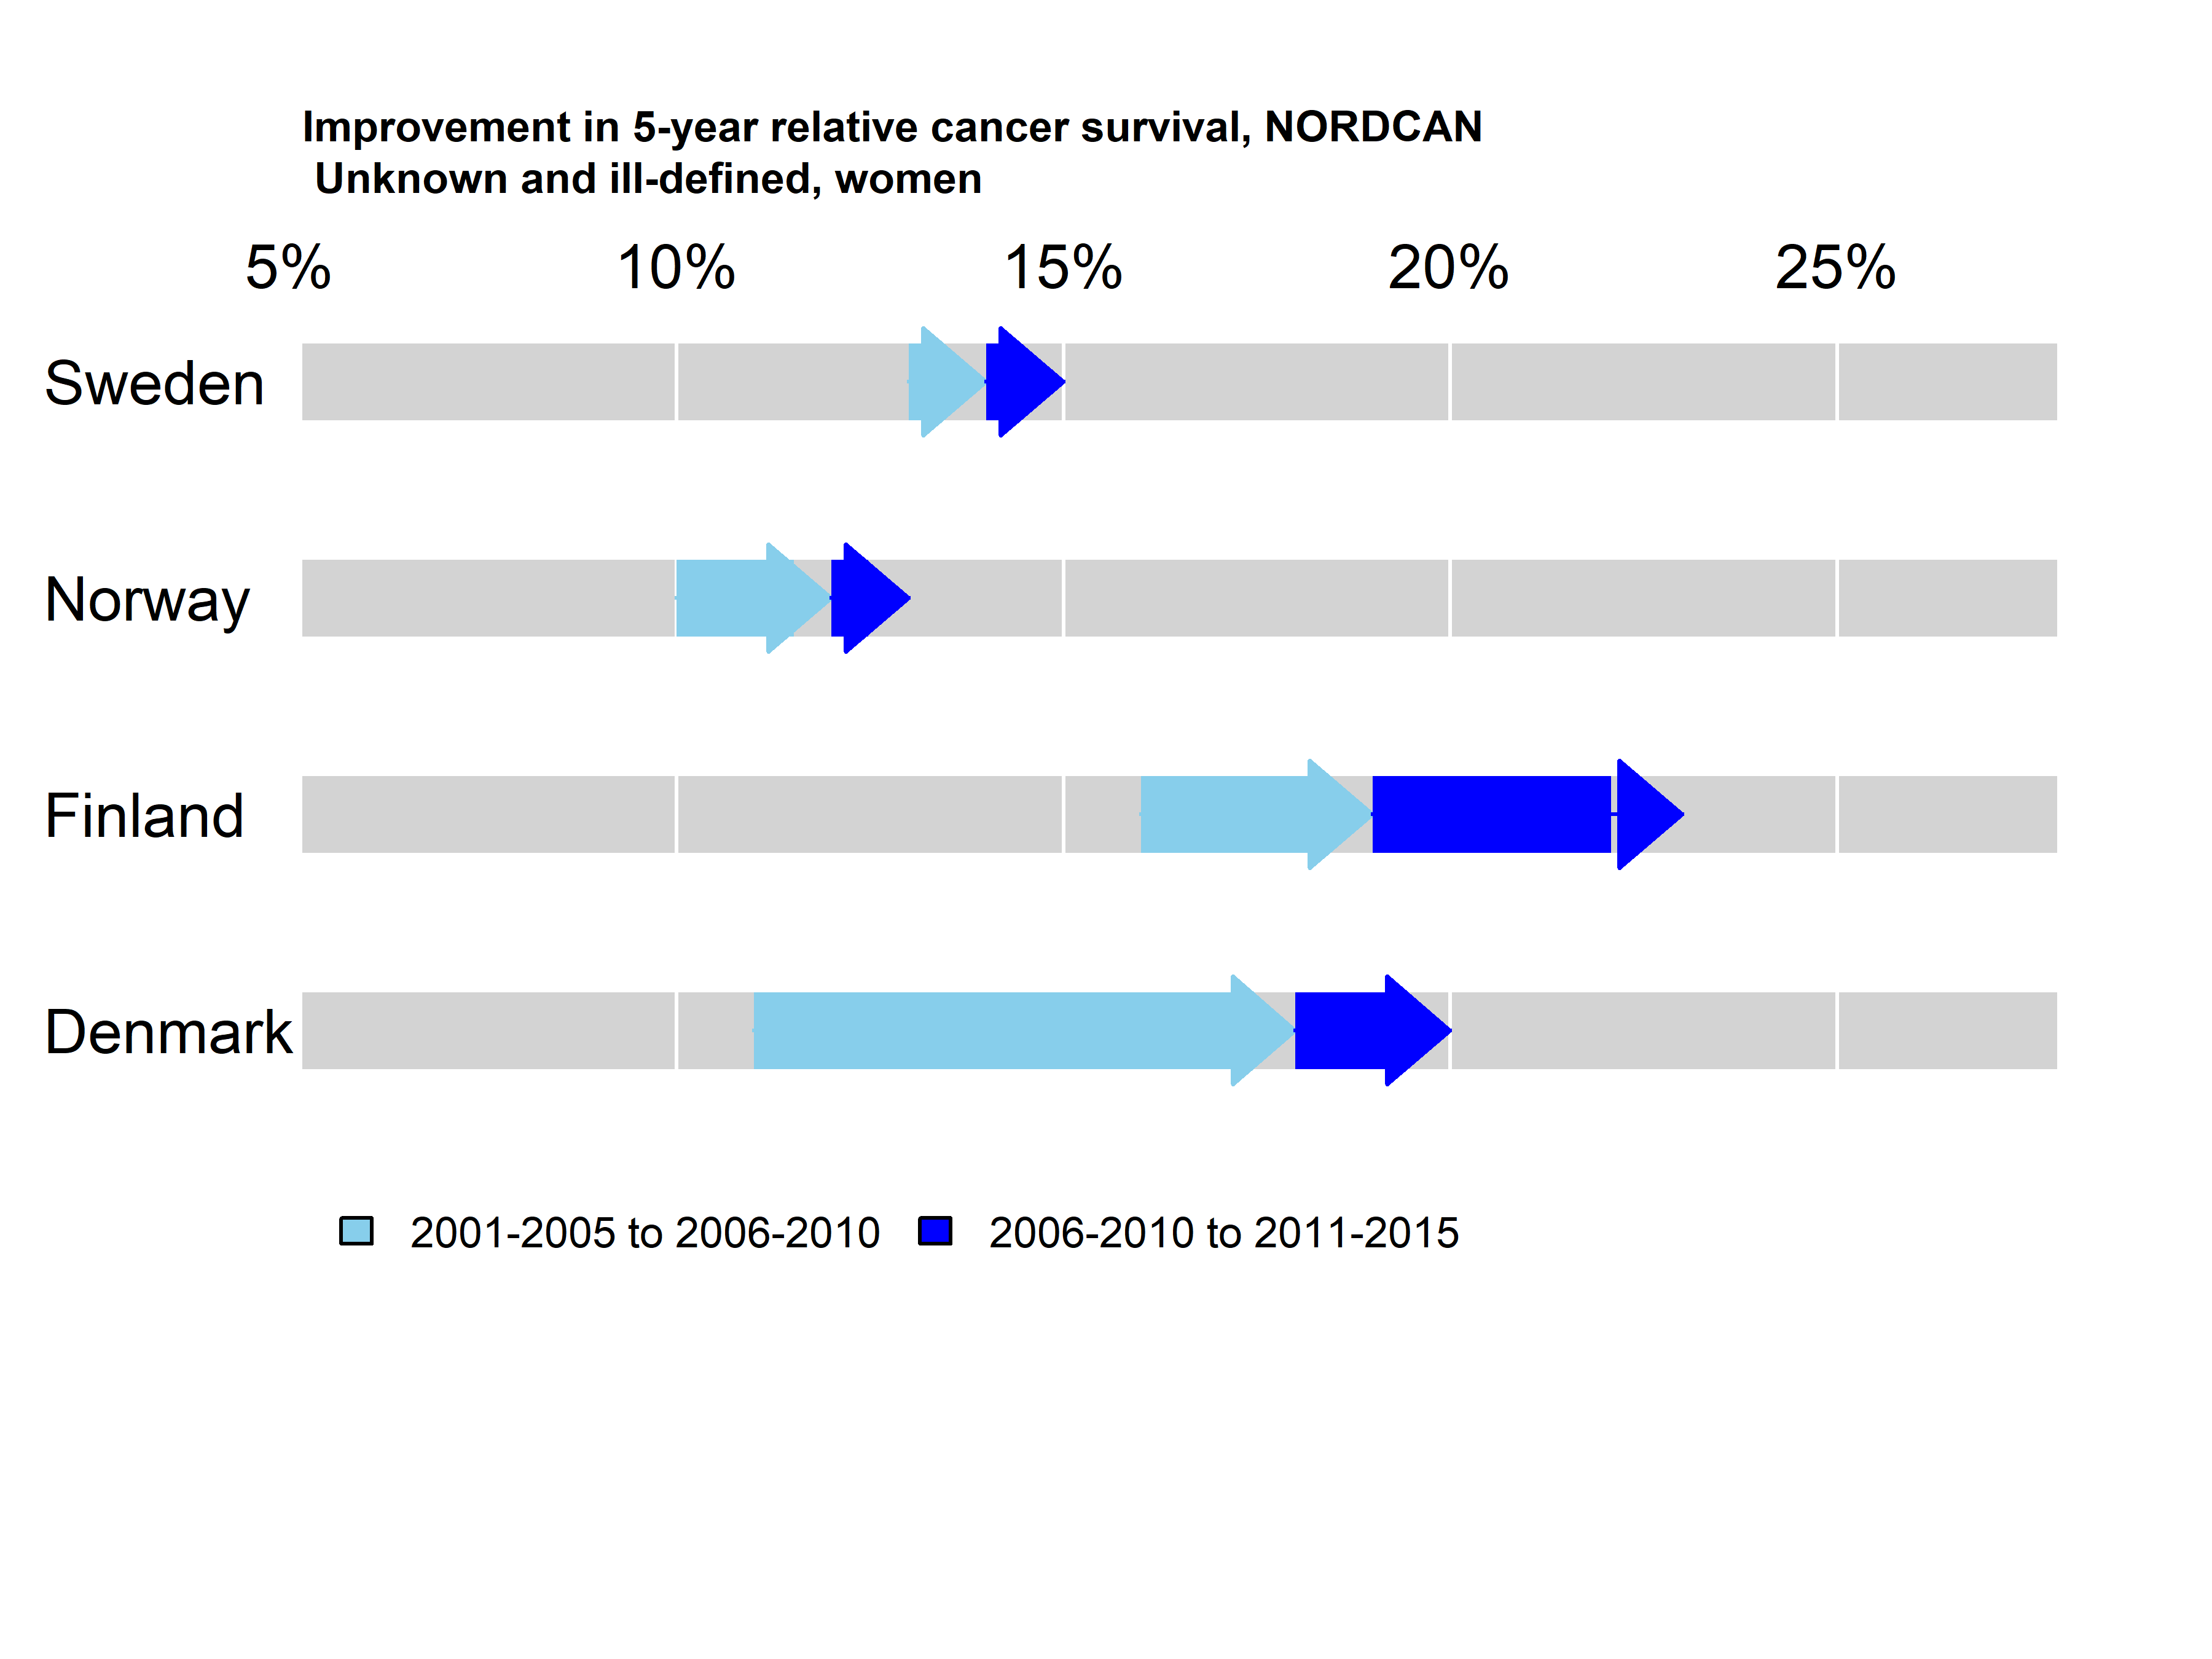 Improvement in 5-year relative cancer survival, NORDCAN
Unknown and ill-defined, women
5% 10% 15% 20% 25%
Sweden
Norway
Finland
Denmark
2001-2005 to 2006-2010 2006-2010 to 2011-2015